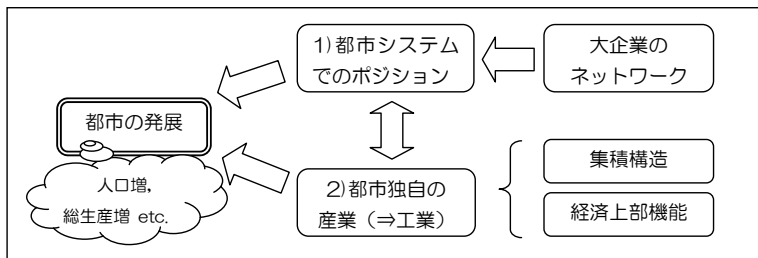 1)都市システム
でのポジション
大企業の
ネットワーク
都市の発展
人口増,
総生産増 etc.
2)都市独自の
産業（⇒工業）
集積構造
経済上部機能